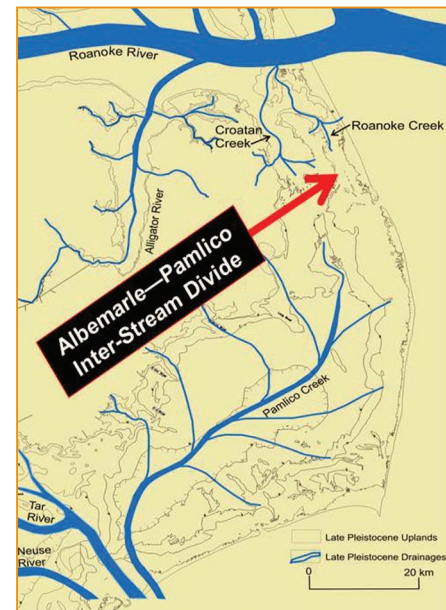 Roanoke River
Croatan
Creek
Roanoke Creek
Alligator River
Albemarle—Pamlico
Inter-Stream Divide
Pamlico Creek
Tar
River
Neuse
River
Late Pleistocene Uplands
Late Pleistocene Drainages
0 20 km